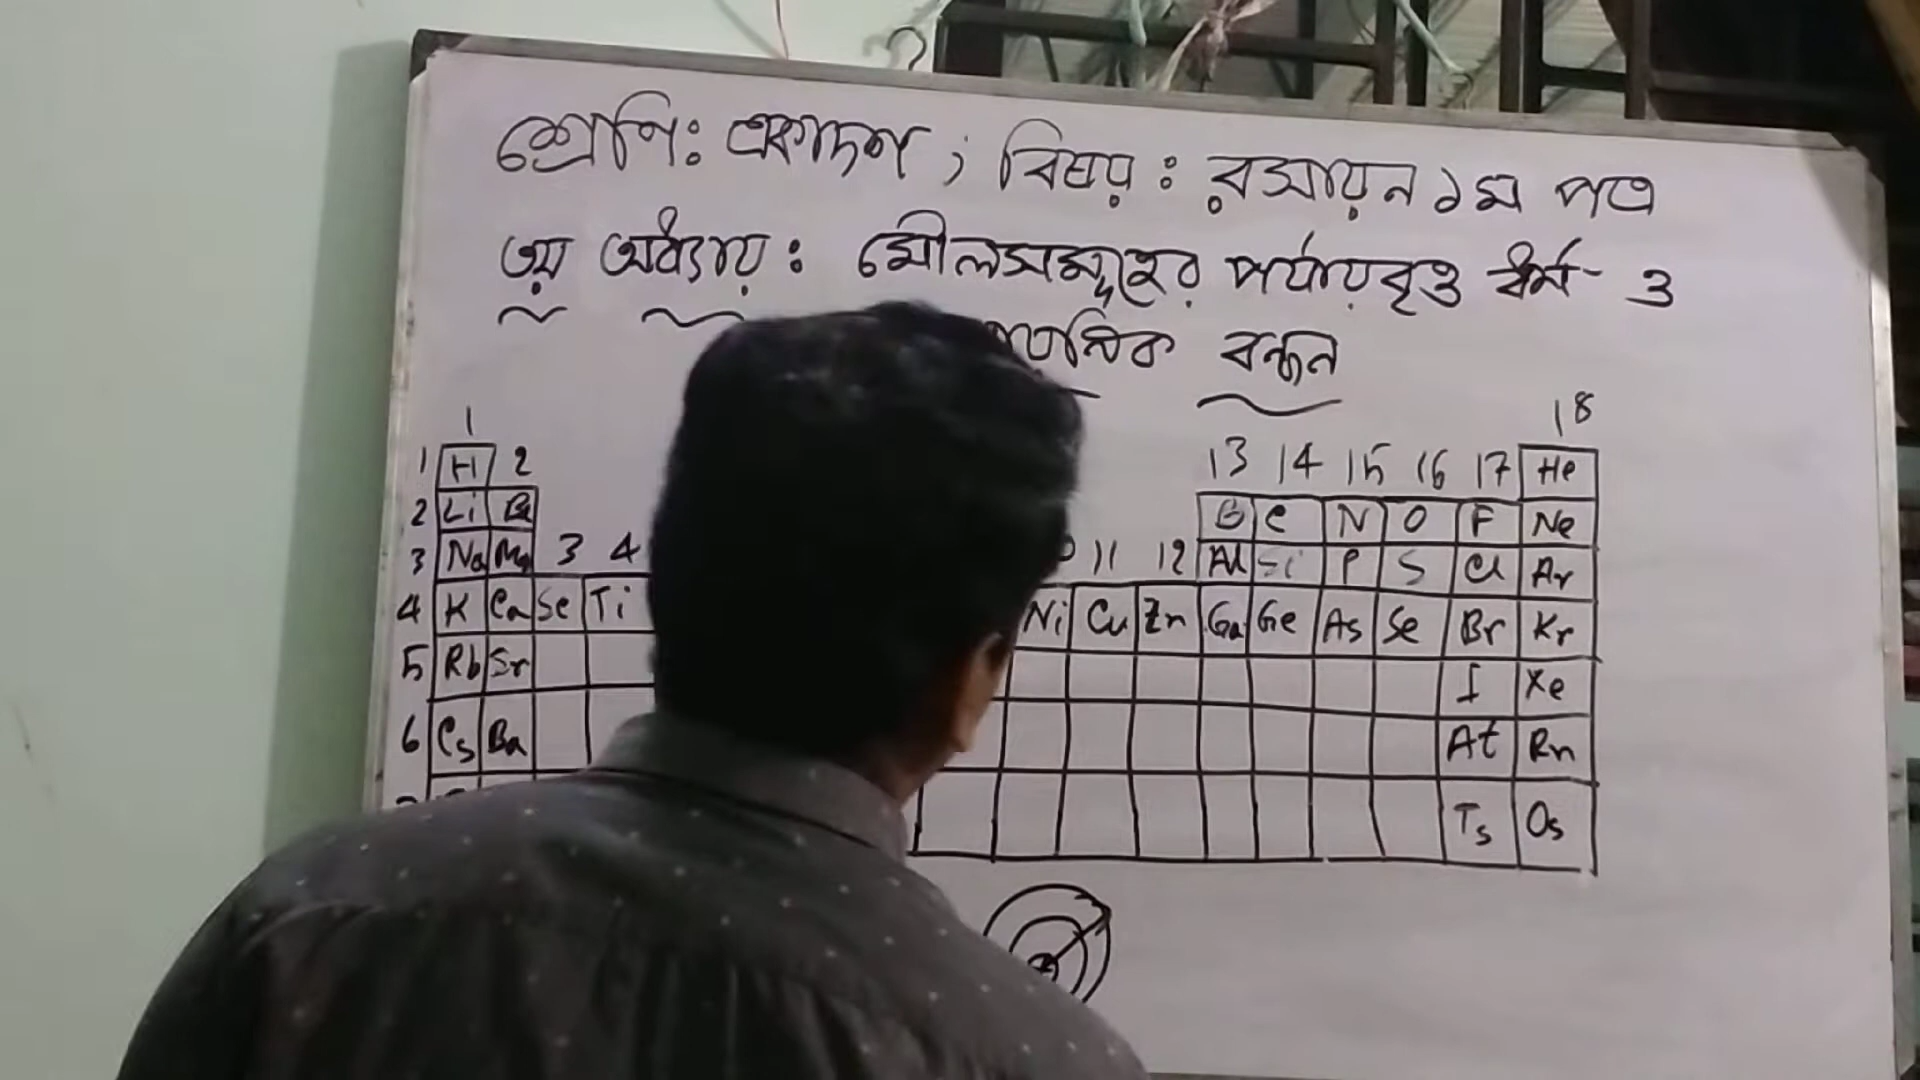 শ্রেণি: একাদশ ; বিষয় : রসায়ন ১ম পত্র
৩য় অধ্যায় : মৌলসমূহের পর্যায়বৃত্ত ধর্ম ও
বন্ধন
1 18
1 H 2 13 14 15 16 17 He
2 Li Be B C N O F Ne
3 Na Mg 3 4 11 12 Al Si P S Cl Ar
4 K Ca Sc Ti Ni Cu Zn Ga Ge As Se Br Kr
5 Rb Sr I Xe
6 Cs Ba At Rn
Ts Os